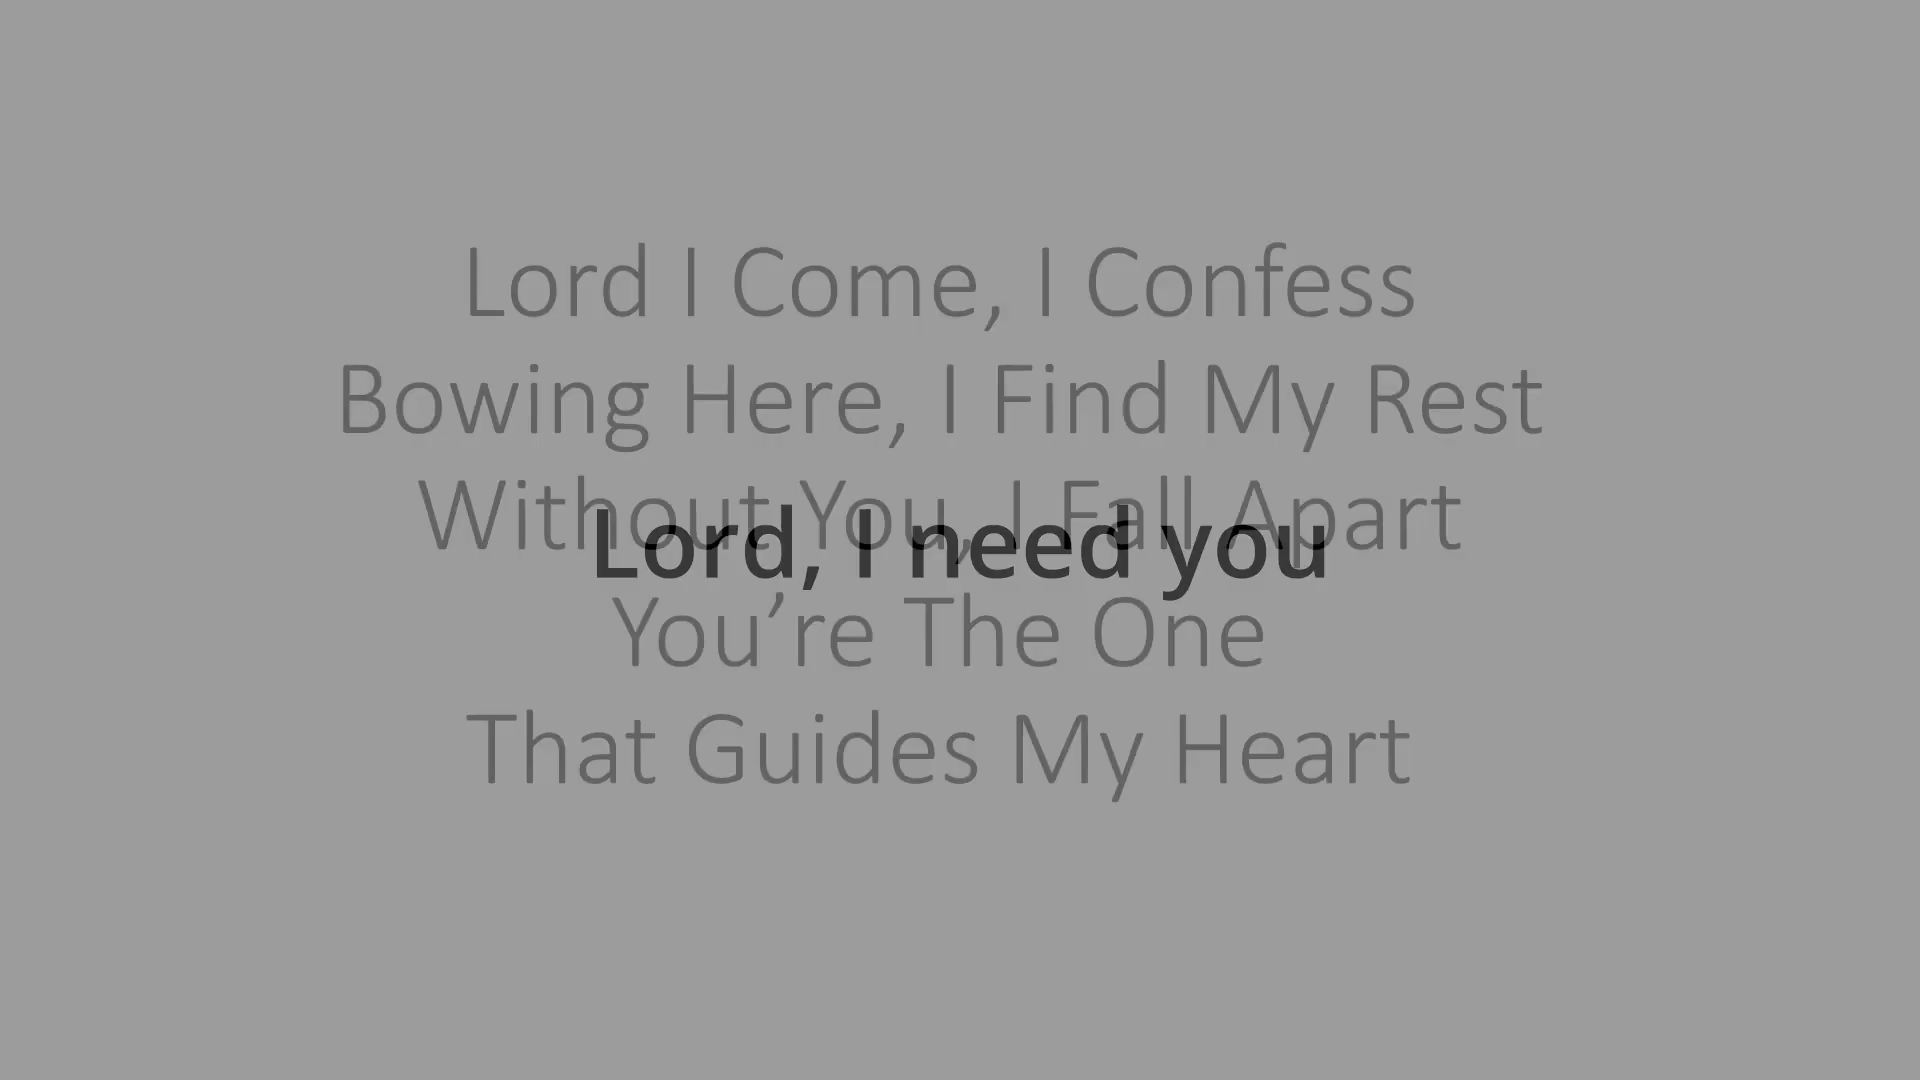 Lord I Come, I Confess
Bowing Here, I Find My Rest
Without You, I Fall Apart
Lord, I need you
You’re The One
That Guides My Heart